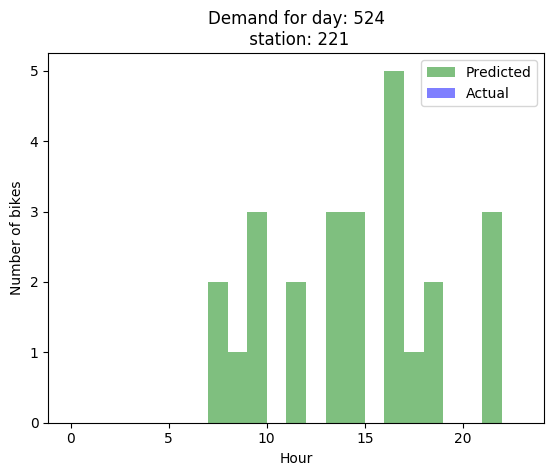 Demand for day: 524
station: 221
Predicted
Actual
Number of bikes
5
4
3
2
1
0
0
5
10
15
20
Hour